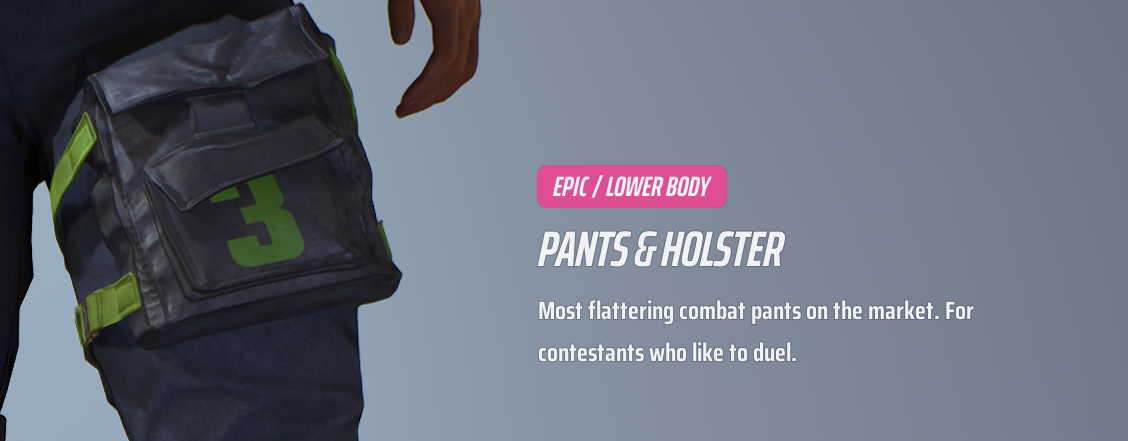 3
EPIC / LOWER BODY
PANTS & HOLSTER
Most flattering combat pants on the market. For
contestants who like to duel.